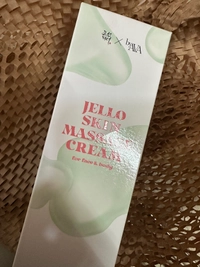 JELLO
SKIN
MASSAGE
CREAM
for Face & Body